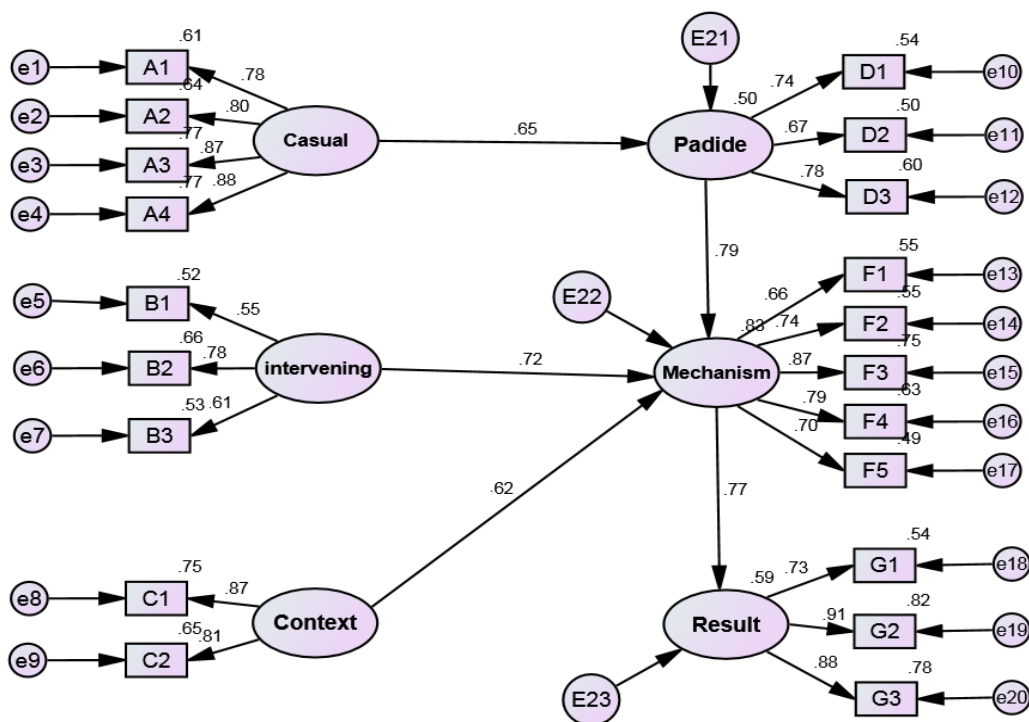 .61
e1
A1
.78
.64
e2
A2
.80
.77
e3
A3
.87
.77
e4
A4
.88
Casual
.65
E21
.50
Padide
.54
.74
D1
e10
.50
.67
D2
e11
.60
.78
D3
e12
.79
.52
e5
B1
.55
.66
e6
B2
.78
.53
e7
B3
.61
intervening
.72
E22
.83
Mechanism
.55
.66
F1
e13
.55
.74
F2
e14
.75
.87
F3
e15
.63
.79
F4
e16
.49
.70
F5
e17
.62
.77
.75
e8
C1
.87
.65
e9
C2
.81
Context
.59
Result
E23
.54
.73
G1
e18
.82
.91
G2
e19
.78
.88
G3
e20